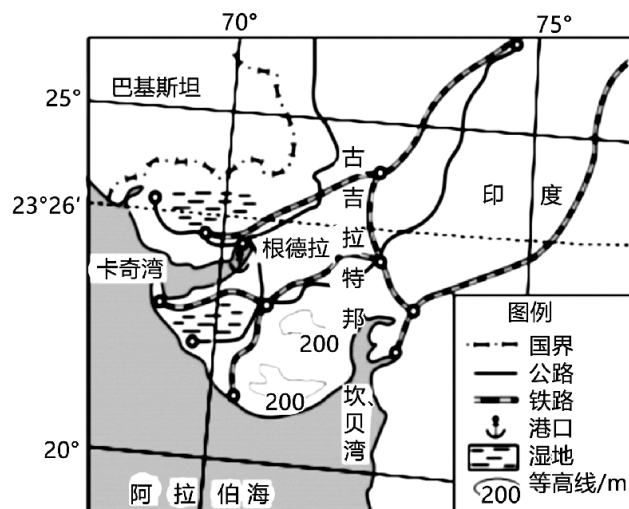 70°
75°
巴基斯坦
25°
古吉拉特邦
印度
23°26′
根德拉
卡奇湾
200
200
坎贝湾
20°
阿拉伯海
图例
国界
公路
铁路
港口
湿地
200 等高线/m